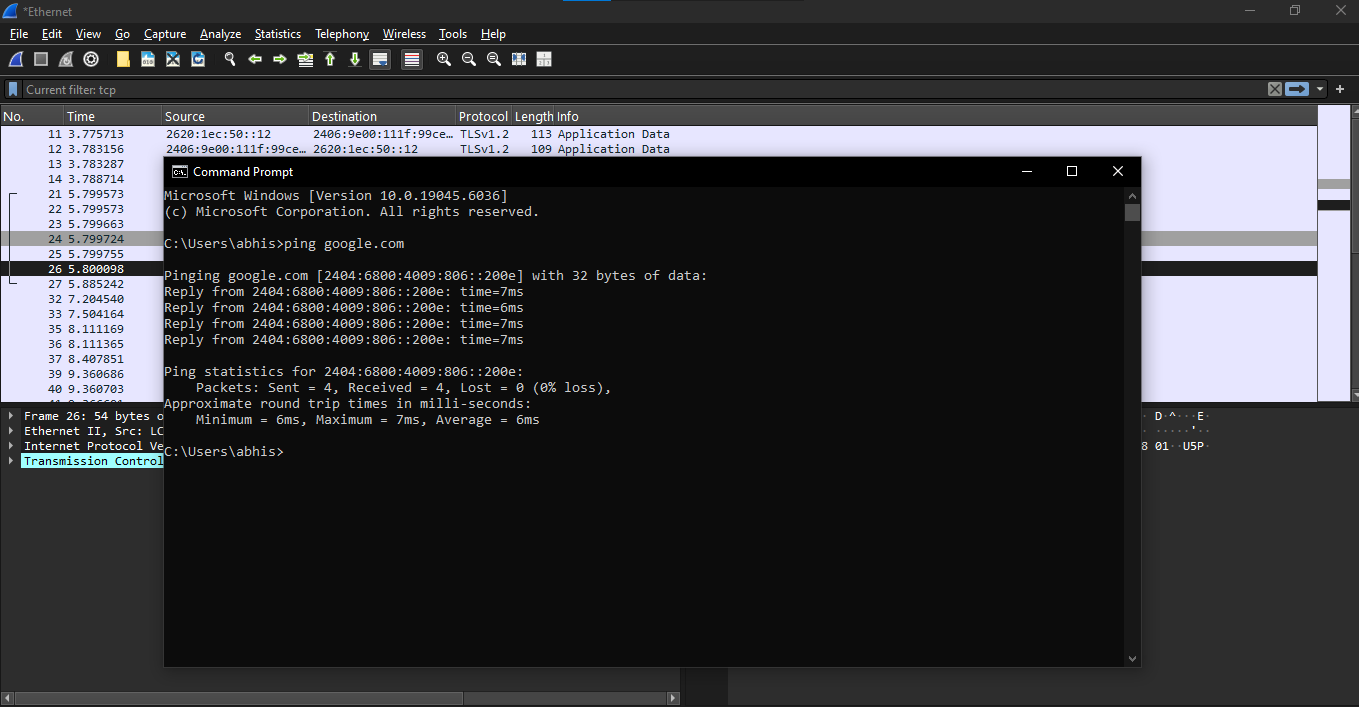 *Ethernet
File Edit View Go Capture Analyze Statistics Telephony Wireless Tools Help
Current filter: tcp
No. Time Source Destination Protocol Length Info
11 3.775713 2620:1ec:50::12 2406:9e00:111f:99ce… TLSv1.2 113 Application Data
12 3.783156 2406:9e00:111f:99ce… 2620:1ec:50::12 TLSv1.2 109 Application Data
13 3.783287
14 3.788714
21 5.799573
22 5.799573
23 5.799663
24 5.799724
25 5.799755
26 5.800098
27 5.885242
32 7.204540
33 7.504164
35 8.111169
36 8.111365
37 8.407851
39 9.360686
40 9.360703
Command Prompt
Microsoft Windows [Version 10.0.19045.6036]
(c) Microsoft Corporation. All rights reserved.
C:\Users\abhis>ping google.com
Pinging google.com [2404:6800:4009:806::200e] with 32 bytes of data:
Reply from 2404:6800:4009:806::200e: time=7ms
Reply from 2404:6800:4009:806::200e: time=6ms
Reply from 2404:6800:4009:806::200e: time=7ms
Reply from 2404:6800:4009:806::200e: time=7ms
Ping statistics for 2404:6800:4009:806::200e:
Packets: Sent = 4, Received = 4, Lost = 0 (0% loss),
Approximate round trip times in milli-seconds:
Minimum = 6ms, Maximum = 7ms, Average = 6ms
C:\Users\abhis>
Frame 26: 54 bytes o
Ethernet II, Src: LC
Internet Protocol Ve
Transmission Control
· D·^···E·
· ·····'··
8 01 ··U5P·